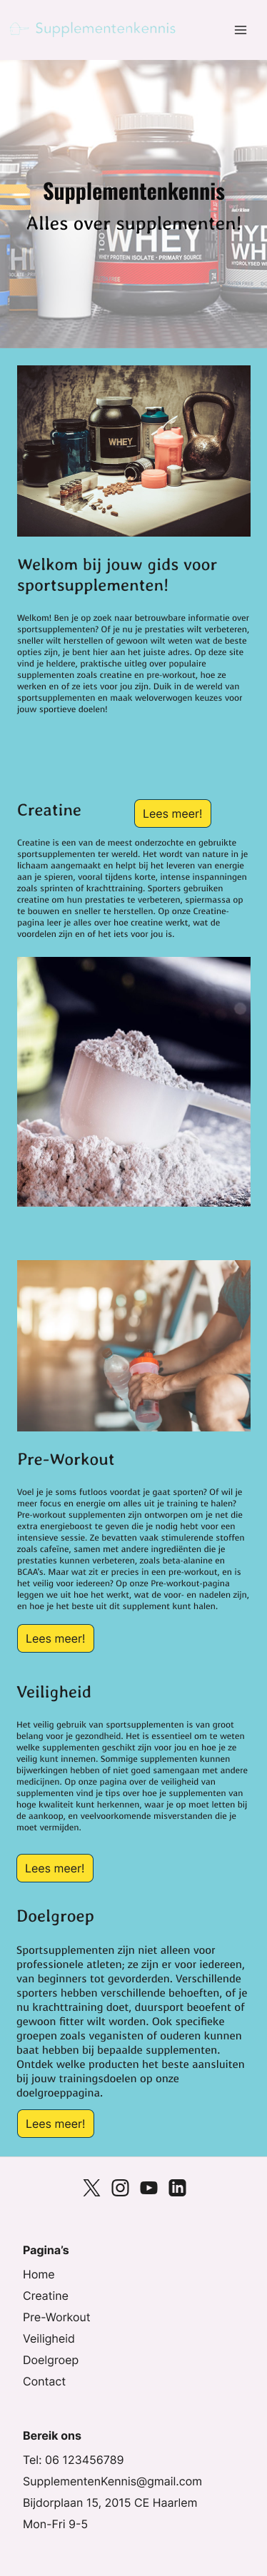 Supplementenkennis
Supplementenkennis
Alles over supplementen!
100% WHEY
WHEY PROTEIN ISOLATE · PRIMARY SOURCE
WHEY
Welkom bij jouw gids voor
sportsupplementen!
Welkom! Ben je op zoek naar betrouwbare informatie over
sportsupplementen? Of je nu je prestaties wilt verbeteren,
sneller wilt herstellen of gewoon wilt weten wat de beste
opties zijn, je bent hier aan het juiste adres. Op deze site
vind je heldere, praktische uitleg over populaire
supplementen zoals creatine en pre-workout, hoe ze
werken en of ze iets voor jou zijn. Duik in de wereld van
sportsupplementen en maak weloverwogen keuzes voor
jouw sportieve doelen!
Creatine
Lees meer!
Creatine is een van de meest onderzochte en gebruikte
sportsupplementen ter wereld. Het wordt van nature in je
lichaam aangemaakt en helpt bij het leveren van energie
aan je spieren, vooral tijdens korte, intense inspanningen
zoals sprinten of krachttraining. Sporters gebruiken
creatine om hun prestaties te verbeteren, spiermassa op
te bouwen en sneller te herstellen. Op onze Creatine-
pagina leer je alles over hoe creatine werkt, wat de
voordelen zijn en of het iets voor jou is.
Pre-Workout
Voel je je soms futloos voordat je gaat sporten? Of wil je
meer focus en energie om alles uit je training te halen?
Pre-workout supplementen zijn ontworpen om je net die
extra energieboost te geven die je nodig hebt voor een
intensieve sessie. Ze bevatten vaak stimulerende stoffen
zoals cafeïne, samen met andere ingrediënten die je
prestaties kunnen verbeteren, zoals beta-alanine en
BCAA's. Maar wat zit er precies in een pre-workout, en is
het veilig voor iedereen? Op onze Pre-workout-pagina
leggen we uit hoe het werkt, wat de voor- en nadelen zijn,
en hoe je het beste uit dit supplement kunt halen.
Lees meer!
Veiligheid
Het veilig gebruik van sportsupplementen is van groot
belang voor je gezondheid. Het is essentieel om te weten
welke supplementen geschikt zijn voor jou en hoe je ze
veilig kunt innemen. Sommige supplementen kunnen
bijwerkingen hebben of niet goed samengaan met andere
medicijnen. Op onze pagina over de veiligheid van
supplementen vind je tips over hoe je supplementen van
hoge kwaliteit kunt herkennen, waar je op moet letten bij
de aankoop, en veelvoorkomende misverstanden die je
moet vermijden.
Lees meer!
Doelgroep
Sportsupplementen zijn niet alleen voor
professionele atleten; ze zijn er voor iedereen,
van beginners tot gevorderden. Verschillende
sporters hebben verschillende behoeften, of je
nu krachttraining doet, duursport beoefent of
gewoon fitter wilt worden. Ook specifieke
groepen zoals veganisten of ouderen kunnen
baat hebben bij bepaalde supplementen.
Ontdek welke producten het beste aansluiten
bij jouw trainingsdoelen op onze
doelgroeppagina.
Lees meer!
Pagina's
Home
Creatine
Pre-Workout
Veiligheid
Doelgroep
Contact
Bereik ons
Tel: 06 123456789
SupplementenKennis@gmail.com
Bijdorplaan 15, 2015 CE Haarlem
Mon-Fri 9-5